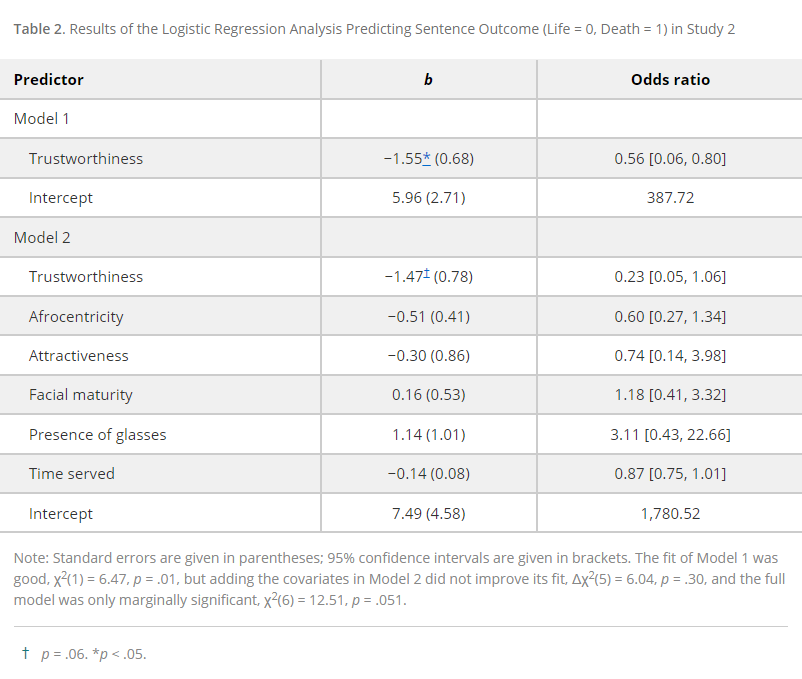 Table 2. Results of the Logistic Regression Analysis Predicting Sentence Outcome (Life = 0, Death = 1) in Study 2
Predictor b Odds ratio
Model 1
Trustworthiness −1.55* (0.68) 0.56 [0.06, 0.80]
Intercept 5.96 (2.71) 387.72
Model 2
Trustworthiness −1.47† (0.78) 0.23 [0.05, 1.06]
Afrocentricity −0.51 (0.41) 0.60 [0.27, 1.34]
Attractiveness −0.30 (0.86) 0.74 [0.14, 3.98]
Facial maturity 0.16 (0.53) 1.18 [0.41, 3.32]
Presence of glasses 1.14 (1.01) 3.11 [0.43, 22.66]
Time served −0.14 (0.08) 0.87 [0.75, 1.01]
Intercept 7.49 (4.58) 1,780.52
Note: Standard errors are given in parentheses; 95% confidence intervals are given in brackets. The fit of Model 1 was
good, χ²(1) = 6.47, p = .01, but adding the covariates in Model 2 did not improve its fit, Δχ²(5) = 6.04, p = .30, and the full
model was only marginally significant, χ²(6) = 12.51, p = .051.
† p = .06. *p < .05.